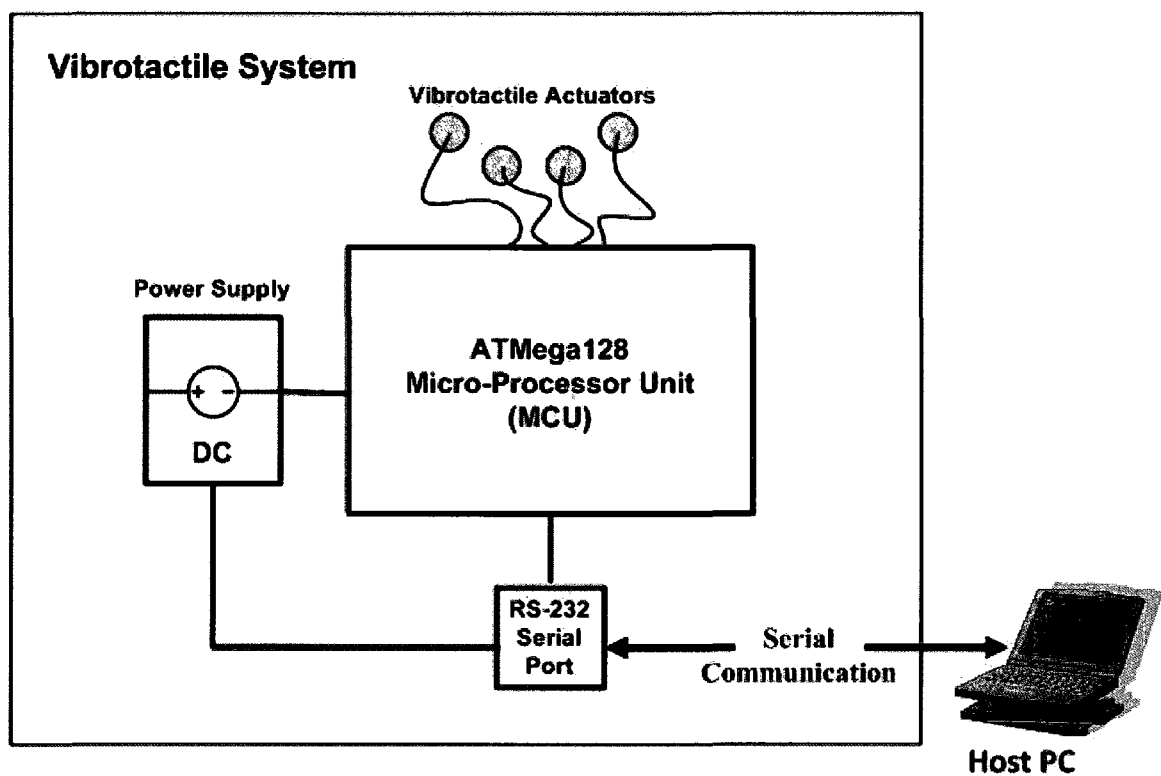 Vibrotactile System
Vibrotactile Actuators
Power Supply
+ -
DC
ATMega128
Micro-Processor Unit
(MCU)
RS-232
Serial
Port
Serial
Communication
Host PC